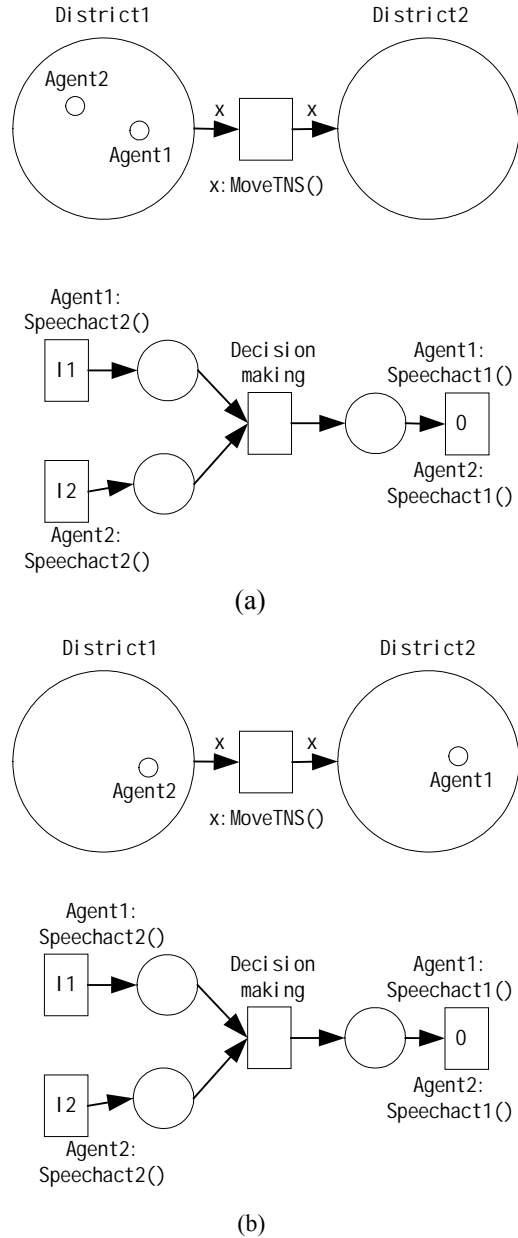 District1 District2
Agent2
Agent1
x x
x:MoveTNS()
Agent1:
Speechact2()
I1
Decision
making
Agent1:
Speechact1()
0
I2
Agent2:
Speechact2()
Agent2:
Speechact1()
(a)
District1 District2
x x
Agent2
Agent1
x:MoveTNS()
Agent1:
Speechact2()
I1
Decision
making
Agent1:
Speechact1()
0
I2
Agent2:
Speechact2()
Agent2:
Speechact1()
(b)